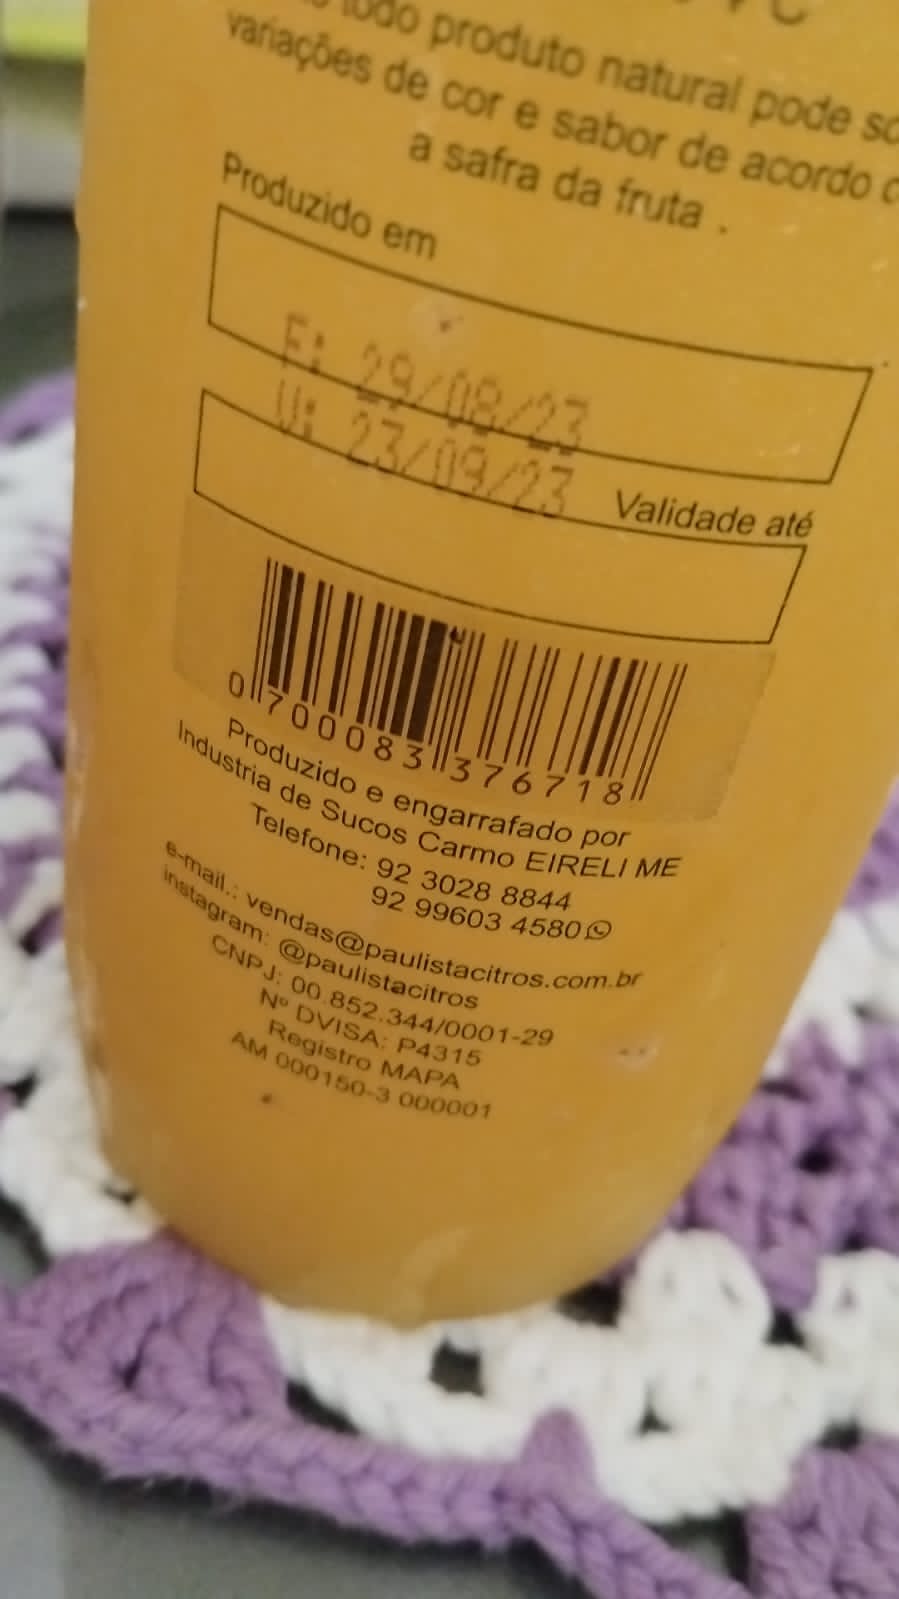 todo produto natural pode
variações de cor e sabor de acordo
a safra da fruta .
Produzido em
F: 29/08/23
V: 23/09/23
Validade até
0 700083 376718
Produzido e engarrafado por
Industria de Sucos Carmo EIRELI ME
Telefone: 92 3028 8844
92 99603 4580
e-mail.: vendas@paulistacitros.com.br
instagram: @paulistacitros
CNPJ: 00.852.344/0001-29
Nº DVISA: P4315
Registro MAPA
AM 000150-3 000001